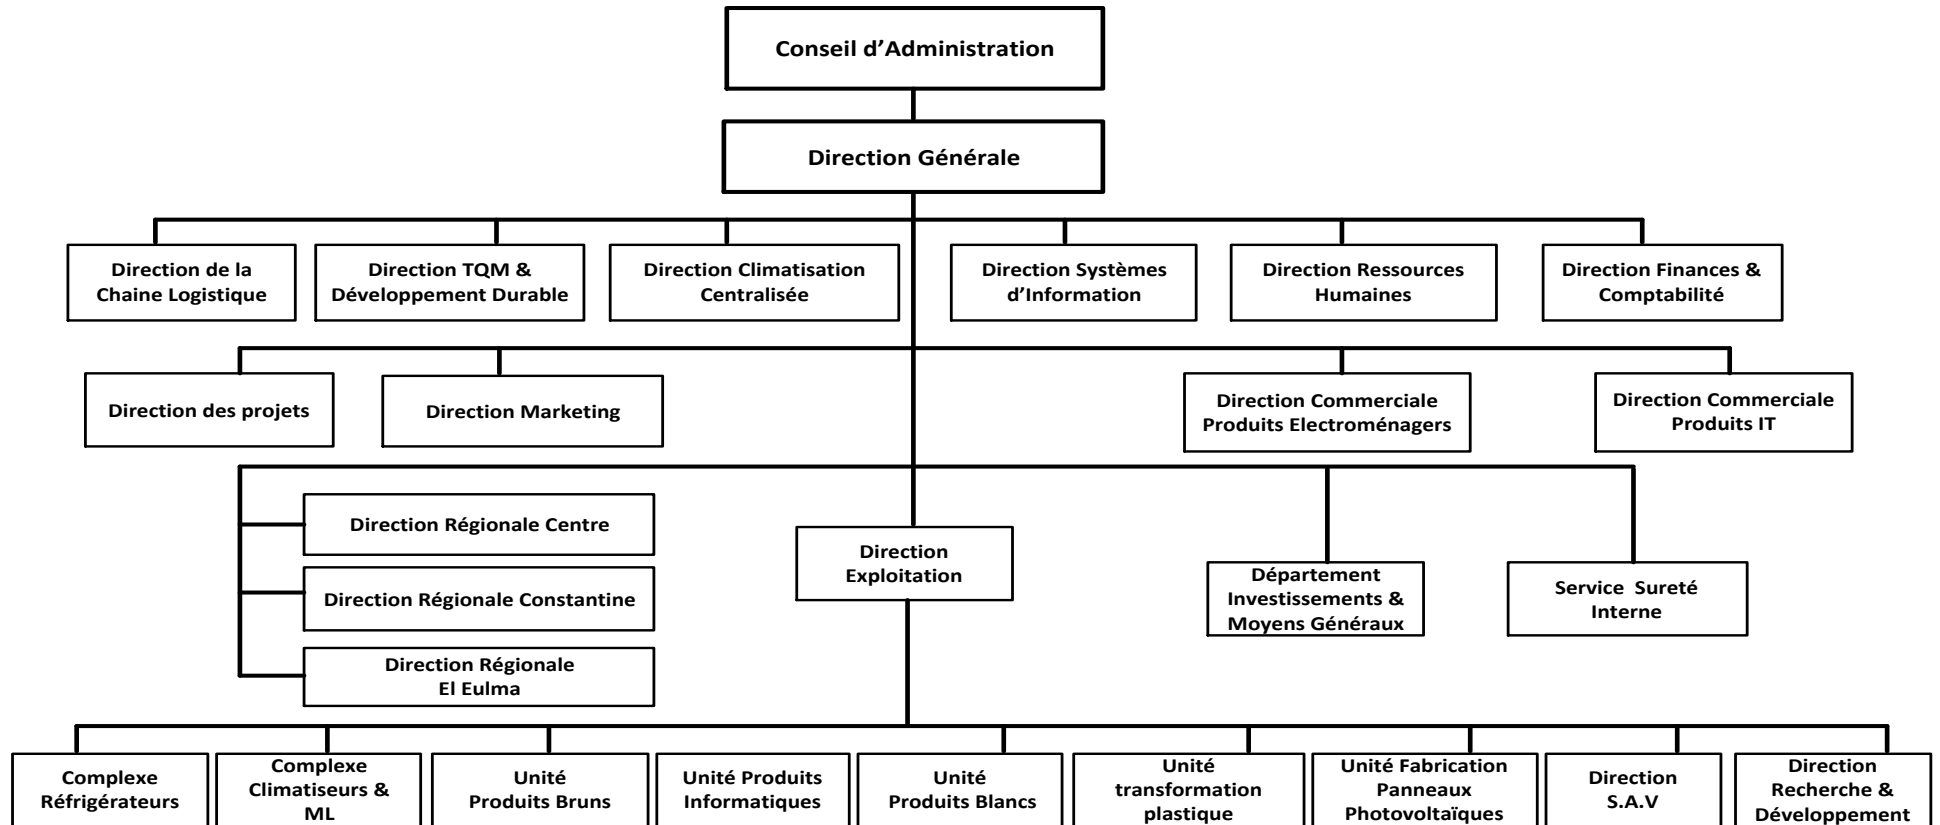 Conseil d’Administration
Direction Générale
Direction de la
Chaine Logistique
Direction TQM &
Développement Durable
Direction Climatisation
Centralisée
Direction Systèmes
d’Information
Direction Ressources
Humaines
Direction Finances &
Comptabilité
Direction des projets
Direction Marketing
Direction Commerciale
Produits Electroménagers
Direction Commerciale
Produits IT
Direction Régionale Centre
Direction Régionale Constantine
Direction Régionale
El Eulma
Direction
Exploitation
Département
Investissements &
Moyens Généraux
Service Sureté
Interne
Complexe
Réfrigérateurs
Complexe
Climatiseurs &
ML
Unité
Produits Bruns
Unité Produits
Informatiques
Unité
Produits Blancs
Unité
transformation
plastique
Unité Fabrication
Panneaux
Photovoltaïques
Direction
S.A.V
Direction
Recherche &
Développement